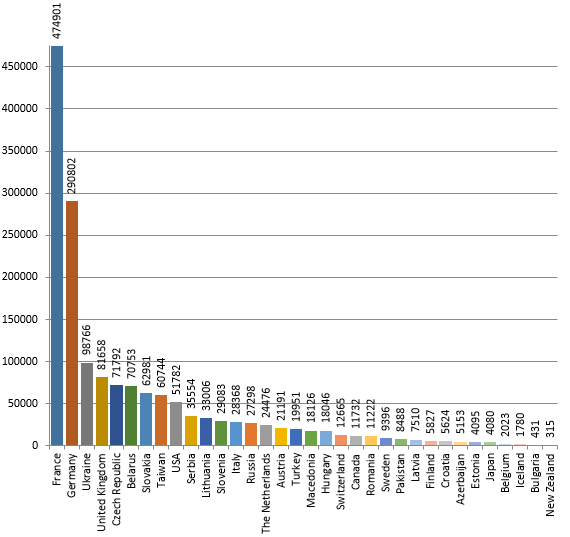 474901
290802
98766
81658
71792
70753
62981
60744
51782
35554
33006
29083
28368
27298
24476
21191
19951
18126
18046
12665
11732
11222
9396
8488
7510
5827
5624
5153
4095
4080
2023
1780
431
315
450000
400000
350000
300000
250000
200000
150000
100000
50000
0
France
Germany
Ukraine
United Kingdom
Czech Republic
Belarus
Slovakia
Taiwan
USA
Serbia
Lithuania
Slovenia
Italy
Russia
The Netherlands
Austria
Turkey
Macedonia
Hungary
Switzerland
Canada
Romania
Sweden
Pakistan
Latvia
Finland
Croatia
Azerbaijan
Estonia
Japan
Belgium
Iceland
Bulgaria
New Zealand